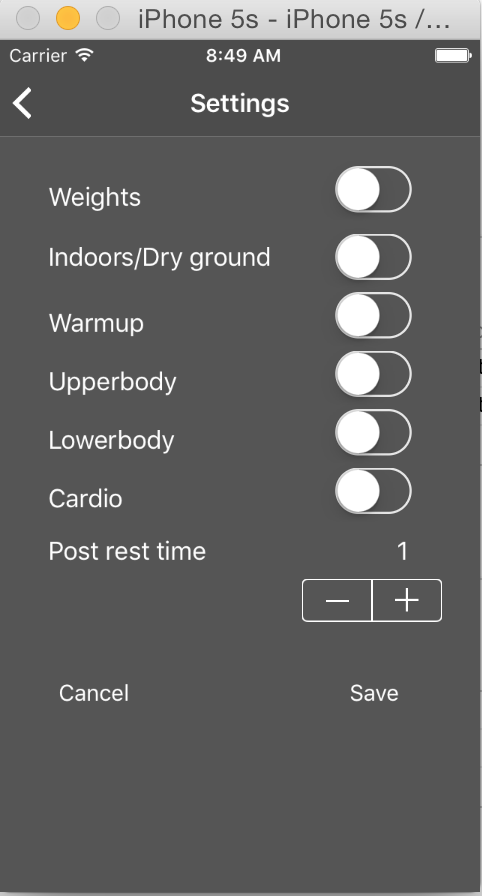 iPhone 5s - iPhone 5s /...
Carrier 8:49 AM
Settings
Weights
Indoors/Dry ground
Warmup
Upperbody
Lowerbody
Cardio
Post rest time 1
− +
Cancel Save